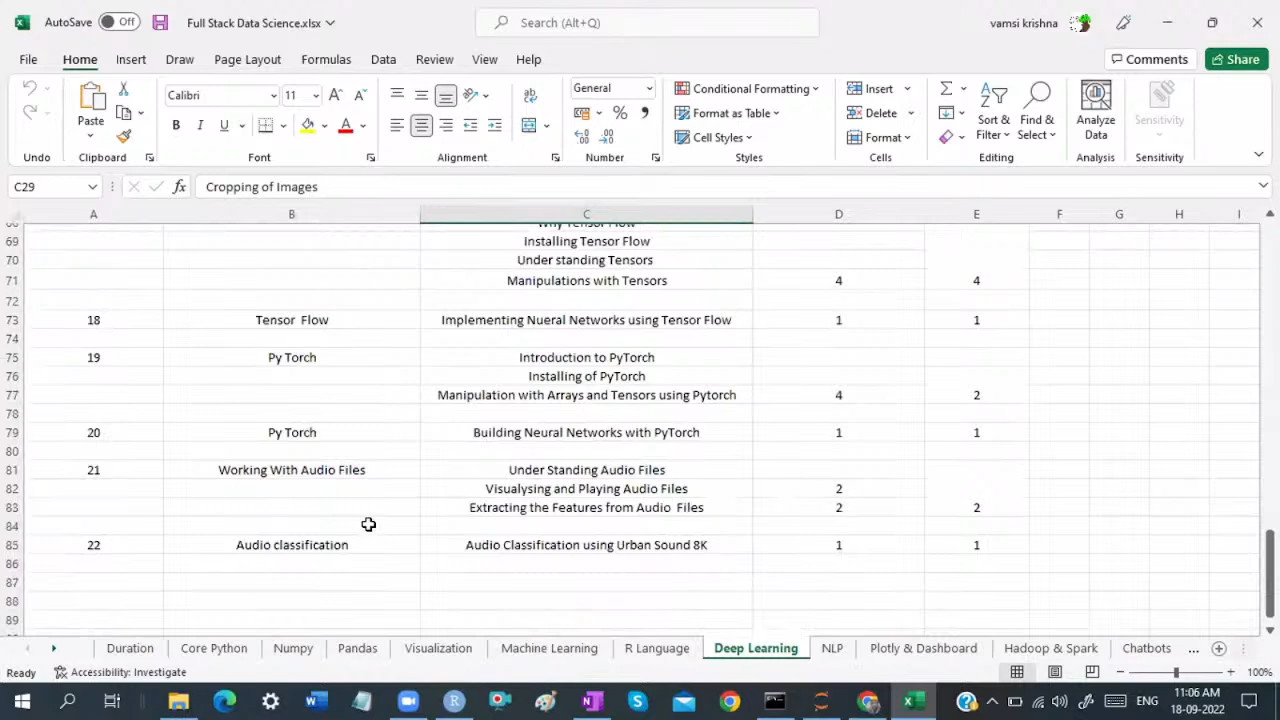 AutoSave Off Full Stack Data Science.xlsx Search (Alt+Q) vamsi krishna
File Home Insert Draw Page Layout Formulas Data Review View Help Comments Share
Calibri 11 General Conditional Formatting Insert
Paste Format as Table Delete Sort & Filter Find & Select Analyze Data Sensitivity
B I U Cell Styles Format
Undo Clipboard Font Alignment Number Styles Cells Editing Analysis Sensitivity
C29 fx Cropping of Images
A B C D E F G H I
68 Why Tensor Flow
69 Installing Tensor Flow
70 Under standing Tensors
71 Manipulations with Tensors 4 4
72
73 18 Tensor Flow Implementing Nueral Networks using Tensor Flow 1 1
74
75 19 Py Torch Introduction to PyTorch
76 Installing of PyTorch
77 Manipulation with Arrays and Tensors using Pytorch 4 2
78
79 20 Py Torch Building Neural Networks with PyTorch 1 1
80
81 21 Working With Audio Files Under Standing Audio Files
82 Visualysing and Playing Audio Files 2
83 Extracting the Features from Audio Files 2 2
84
85 22 Audio classification Audio Classification using Urban Sound 8K 1 1
86
87
88
89
Duration Core Python Numpy Pandas Visualization Machine Learning R Language Deep Learning NLP Plotly & Dashboard Hadoop & Spark Chatbots ...
Ready Accessibility: Investigate 100%
ENG 11:06 AM
18-09-2022